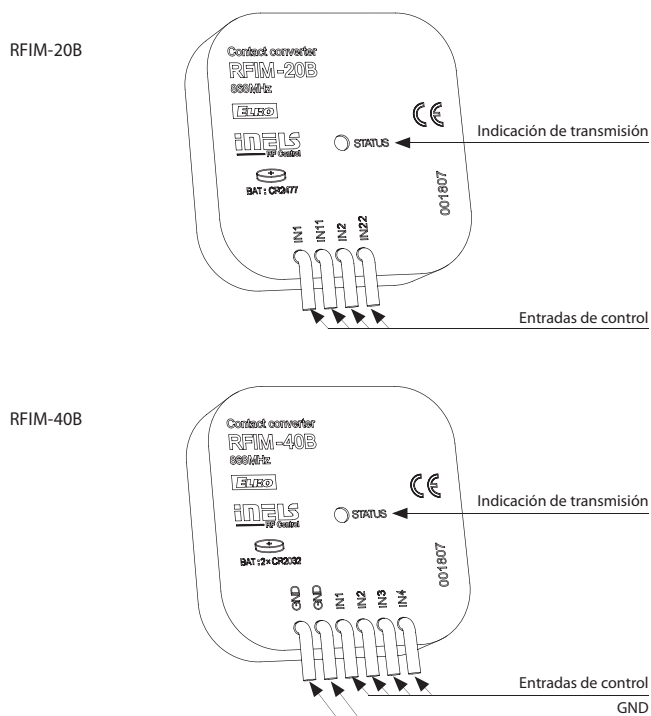 RFIM-20B
Contact converter
RFIM-20B
868MHz
ELKO
Indicación de transmisión
iNELS
RF Control
STATUS
BAT : CR2477
001807
IN1
IN11
IN2
IN22
Entradas de control
RFIM-40B
Contact converter
RFIM-40B
868MHz
ELKO
Indicación de transmisión
iNELS
RF Control
STATUS
BAT :2×CR2032
001807
GND
GND
IN1
IN2
IN3
IN4
Entradas de control
GND